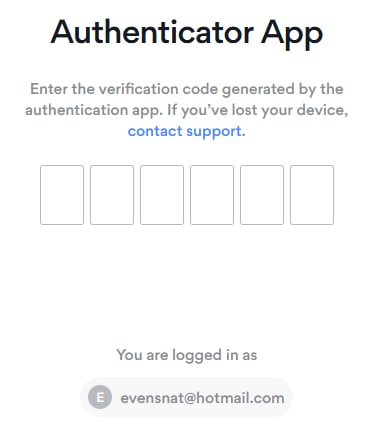 Authenticator App
Enter the verification code generated by the
authentication app. If you’ve lost your device,
contact support.
You are logged in as
E evensnat@hotmail.com